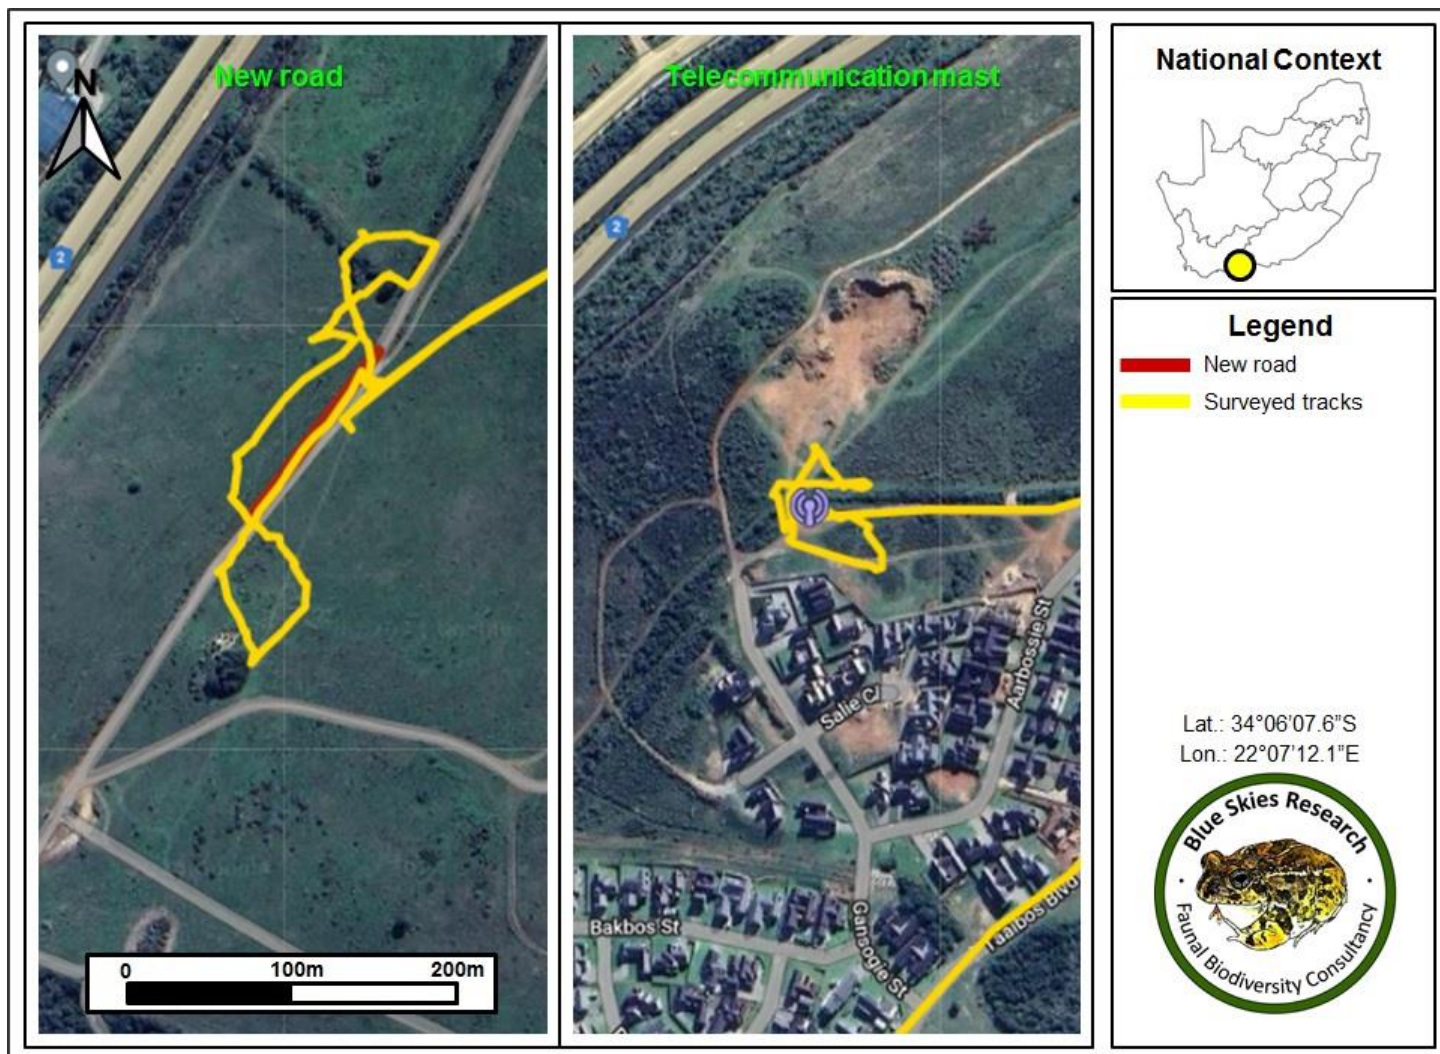 New road
N
2
0
100m
200m
Telecommunication mast
2
Salie Cl
Aarbossie St
Bakbos St
Gansogie St
Taaibos Blvd
National Context
Legend
New road
Surveyed tracks
Lat.: 34°06'07.6"S
Lon.: 22°07'12.1"E
Blue Skies Research
Faunal Biodiversity Consultancy